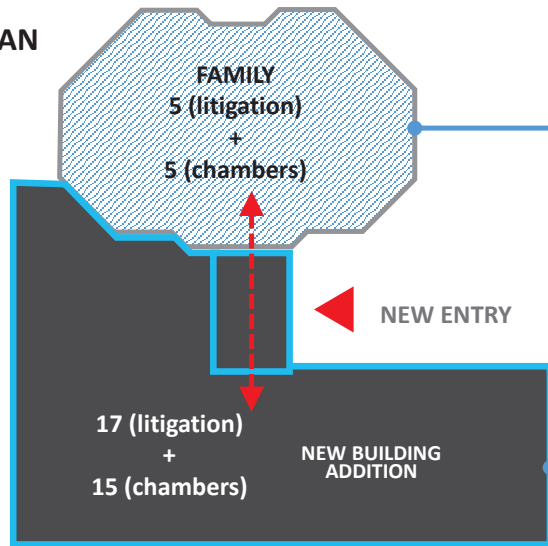 AN
FAMILY
5 (litigation)
+
5 (chambers)
NEW ENTRY
17 (litigation)
+
15 (chambers)
NEW BUILDING
ADDITION